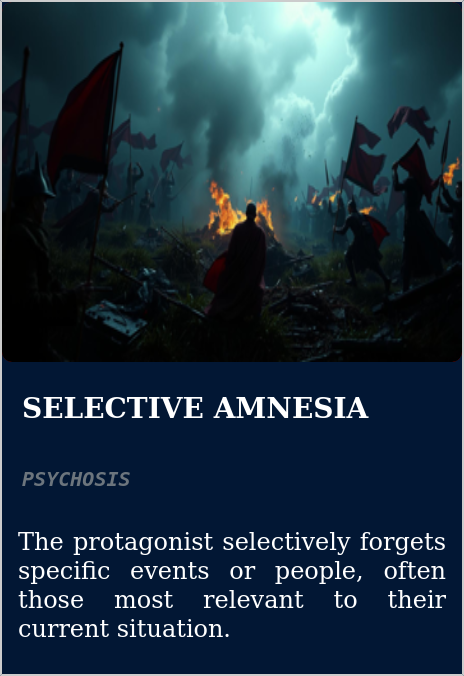 SELECTIVE AMNESIA
PSYCHOSIS
The protagonist selectively forgets
specific events or people, often
those most relevant to their
current situation.